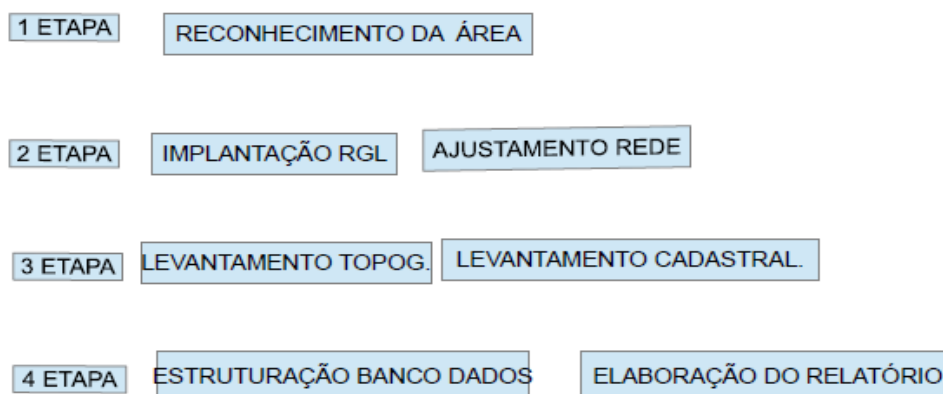 1 ETAPA RECONHECIMENTO DA ÁREA
2 ETAPA IMPLANTAÇÃO RGL AJUSTAMENTO REDE
3 ETAPA LEVANTAMENTO TOPOG. LEVANTAMENTO CADASTRAL.
4 ETAPA ESTRUTURAÇÃO BANCO DADOS ELABORAÇÃO DO RELATÓRIO